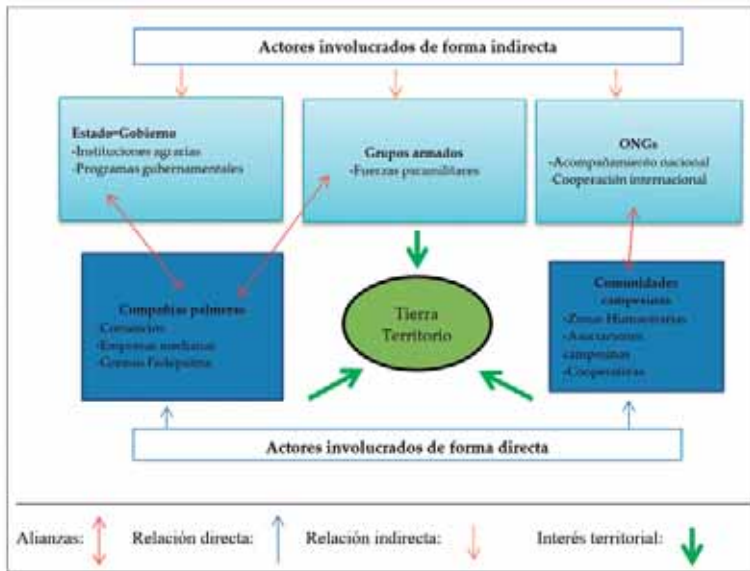 Actores involucrados de forma indirecta
Estado=Gobierno
-Instituciones agrarias
-Programas gubernamentales
Grupos armados
-Fuerzas paramilitares
ONGs
-Acompañamiento nacional
-Cooperación internacional
Compañías palmeras
-Consorcios
-Empresas medianas
-Gremio Fedepalma
Tierra
Territorio
Comunidades
campesinas
-Zonas Humanitarias
-Asociaciones
campesinas
-Cooperativas
Actores involucrados de forma directa
Alianzas: Relación directa: Relación indirecta: Interés territorial: